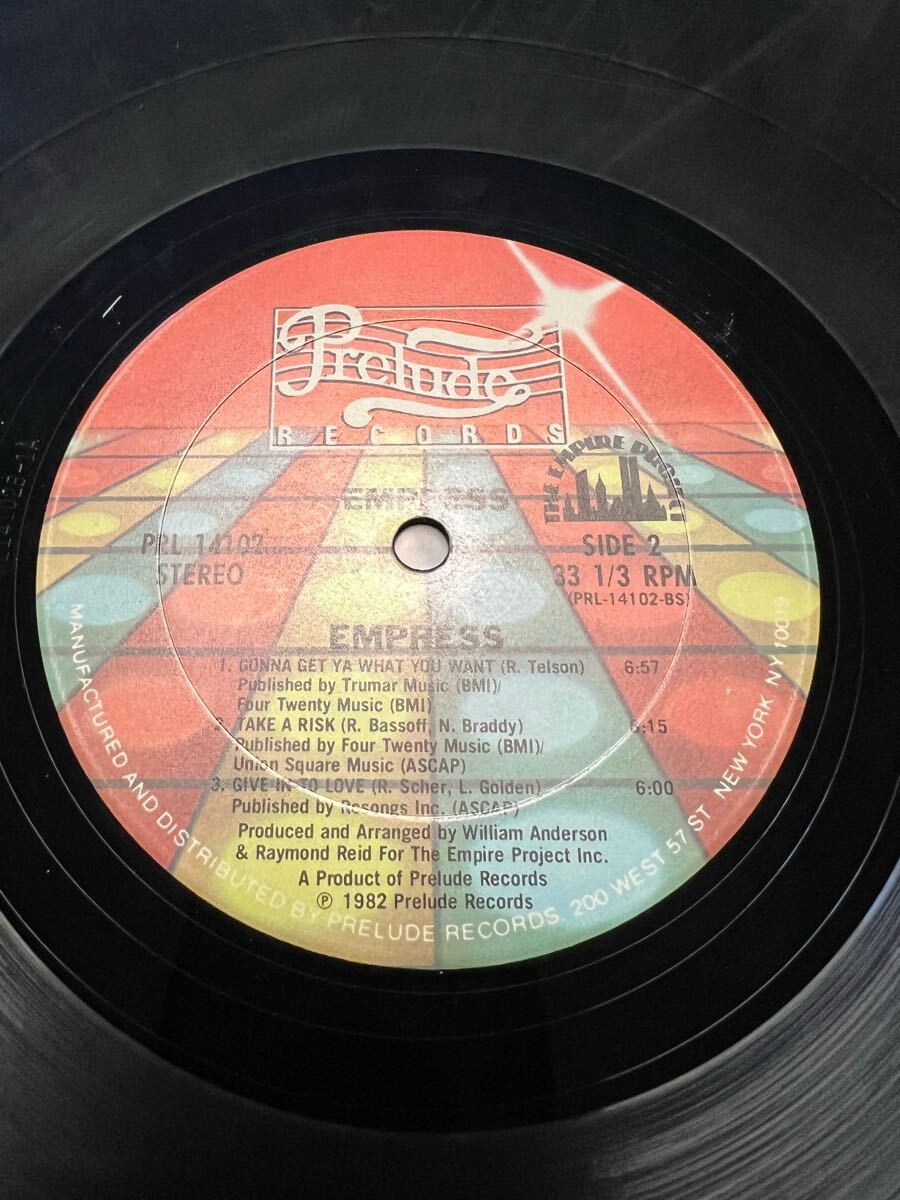 Prelude
RECORDS
THE EMPIRE PROJECT
EMPRESS
PRL 14102
STEREO
SIDE 2
33 1/3 RPM
(PRL-14102-BS)
EMPRESS
1. GONNA GET YA WHAT YOU WANT (R. Telson) 6:57
Published by Trumar Music (BMI)/
Four Twenty Music (BMI)
2. TAKE A RISK (R. Bassoff, N. Braddy) 6:15
Published by Four Twenty Music (BMI)/
Union Square Music (ASCAP)
3. GIVE IN TO LOVE (R. Scher, L. Golden) 6:00
Published by Resongs Inc. (ASCAP)
Produced and Arranged by William Anderson
& Raymond Reid For The Empire Project Inc.
A Product of Prelude Records
℗ 1982 Prelude Records
MANUFACTURED AND DISTRIBUTED BY PRELUDE RECORDS. 200 WEST 57 ST NEW YORK NY 10019